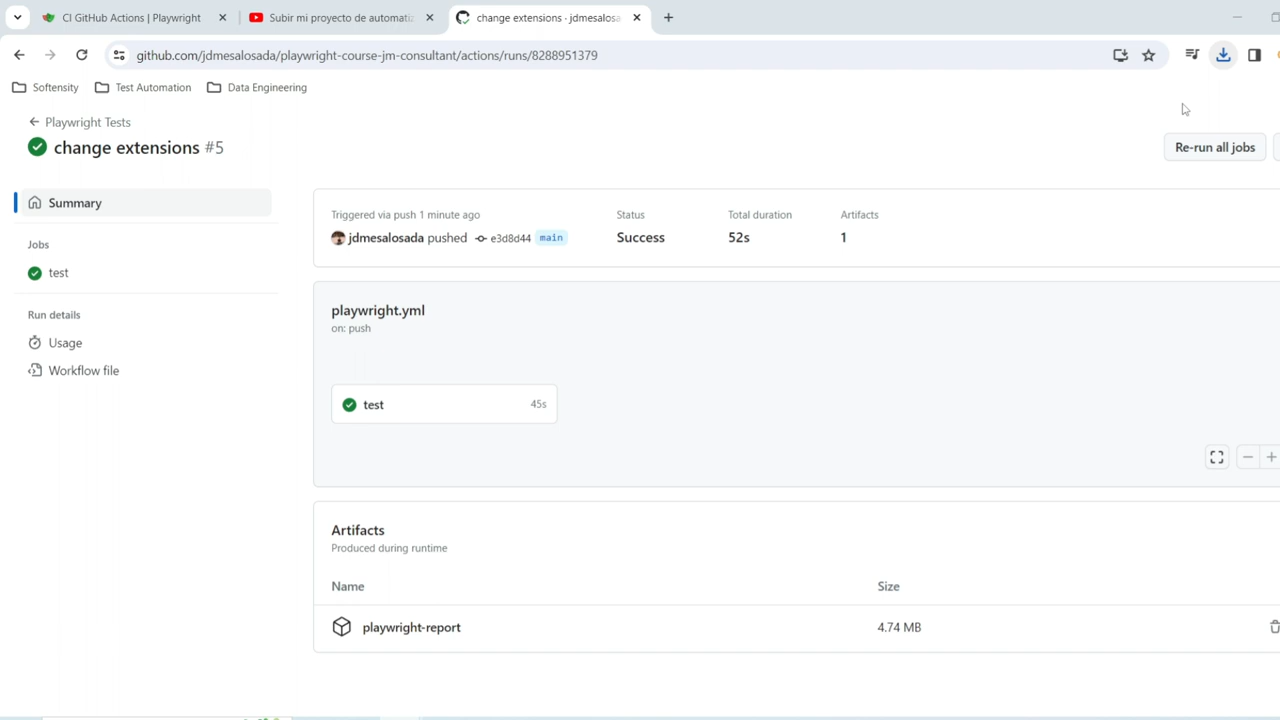 CI GitHub Actions | Playwright
Subir mi proyecto de automatiz
change extensions · jdmesalosa
github.com/jdmesalosada/playwright-course-jm-consultant/actions/runs/8288951379
Softensity Test Automation Data Engineering
Playwright Tests
change extensions #5
Re-run all jobs
Summary
Jobs
test
Run details
Usage
Workflow file
Triggered via push 1 minute ago Status Total duration Artifacts
jdmesalosada pushed e3d8d44 main Success 52s 1
playwright.yml
on: push
test 45s
Artifacts
Produced during runtime
Name Size
playwright-report 4.74 MB